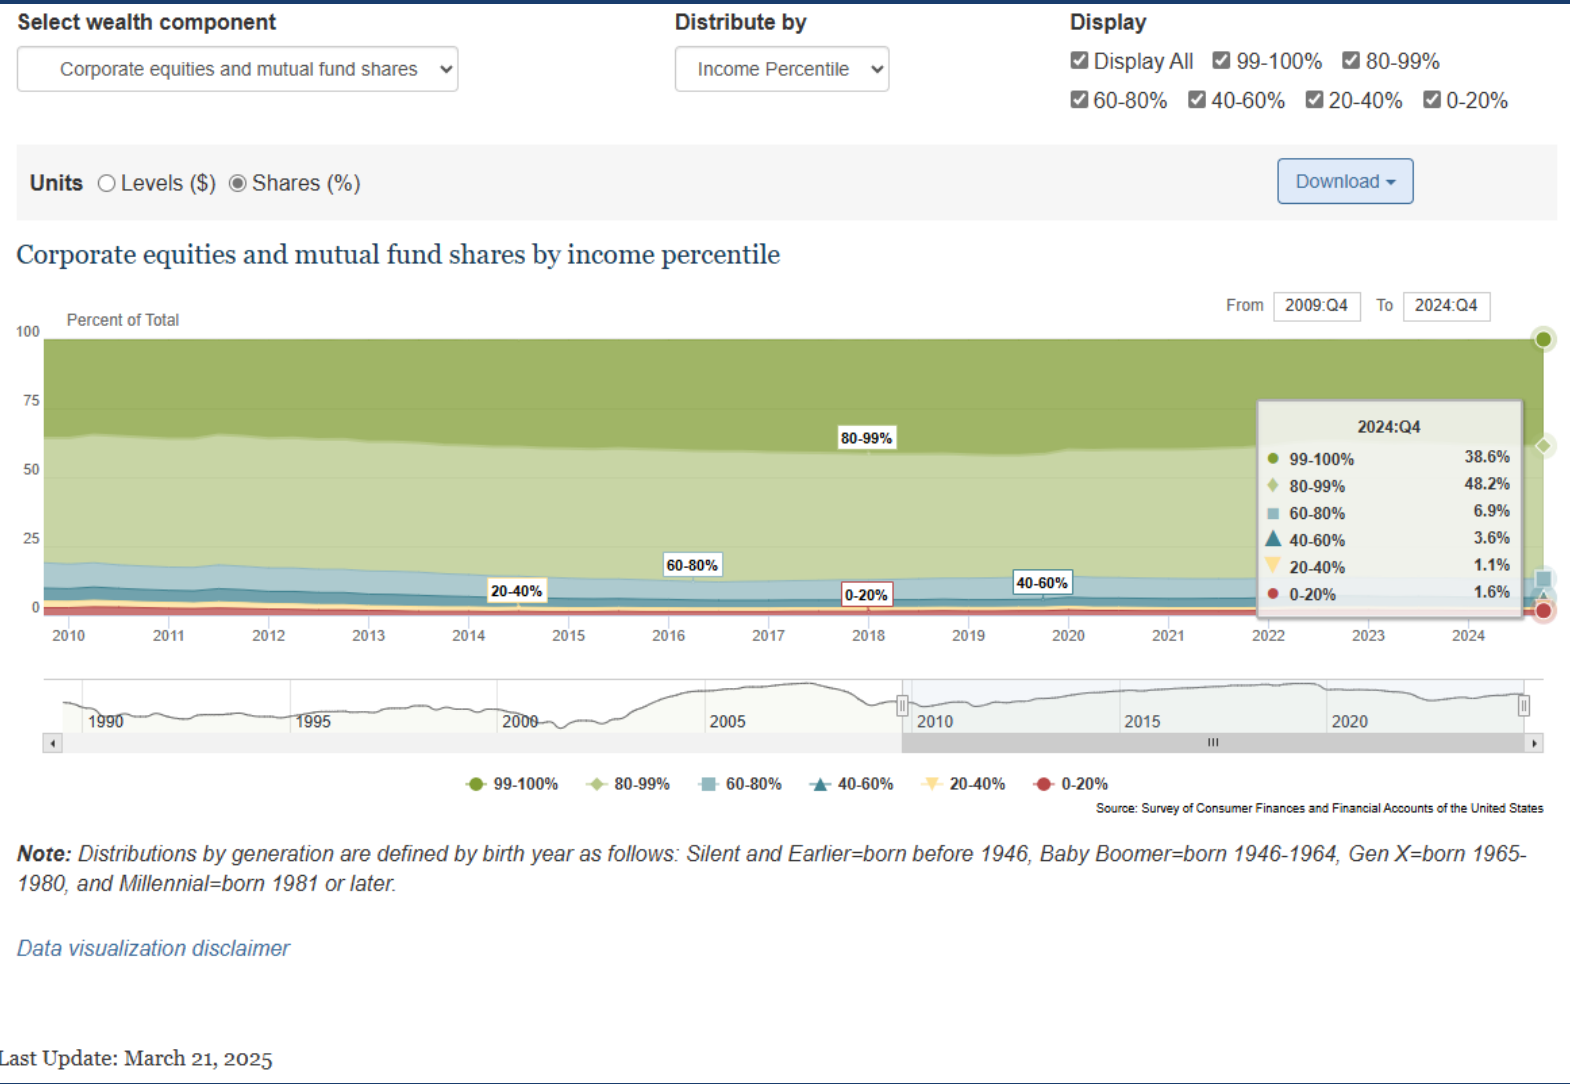 Select wealth component
Distribute by
Display
Corporate equities and mutual fund shares
Income Percentile
Display All 99-100% 80-99%
60-80% 40-60% 20-40% 0-20%
Units Levels ($) Shares (%)
Download
Corporate equities and mutual fund shares by income percentile
From 2009:Q4 To 2024:Q4
Percent of Total
100
75
50
25
0
80-99%
60-80%
20-40%
0-20%
40-60%
2024:Q4
99-100% 38.6%
80-99% 48.2%
60-80% 6.9%
40-60% 3.6%
20-40% 1.1%
0-20% 1.6%
2010 2011 2012 2013 2014 2015 2016 2017 2018 2019 2020 2021 2022 2023 2024
1990 1995 2000 2005 2010 2015 2020
99-100% 80-99% 60-80% 40-60% 20-40% 0-20%
Source: Survey of Consumer Finances and Financial Accounts of the United States
Note: Distributions by generation are defined by birth year as follows: Silent and Earlier=born before 1946, Baby Boomer=born 1946-1964, Gen X=born 1965-
1980, and Millennial=born 1981 or later.
Data visualization disclaimer
Last Update: March 21, 2025